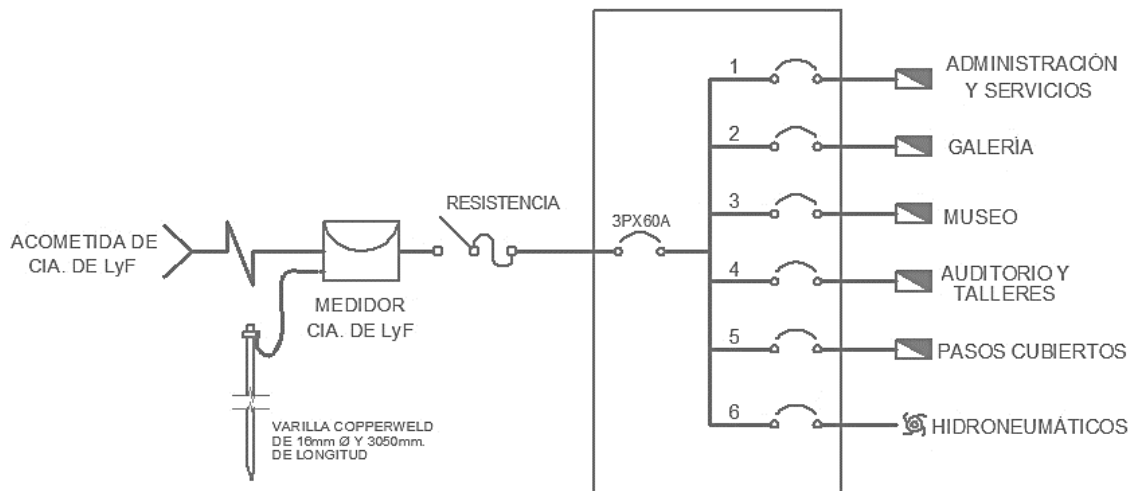 ACOMETIDA DE
CIA. DE LyF
MEDIDOR
CIA. DE LyF
VARILLA COPPERWELD
DE 16mm Ø Y 3050mm.
DE LONGITUD
RESISTENCIA
3PX60A
1
ADMINISTRACIÓN
Y SERVICIOS
2
GALERÍA
3
MUSEO
4
AUDITORIO Y
TALLERES
5
PASOS CUBIERTOS
6
HIDRONEUMÁTICOS